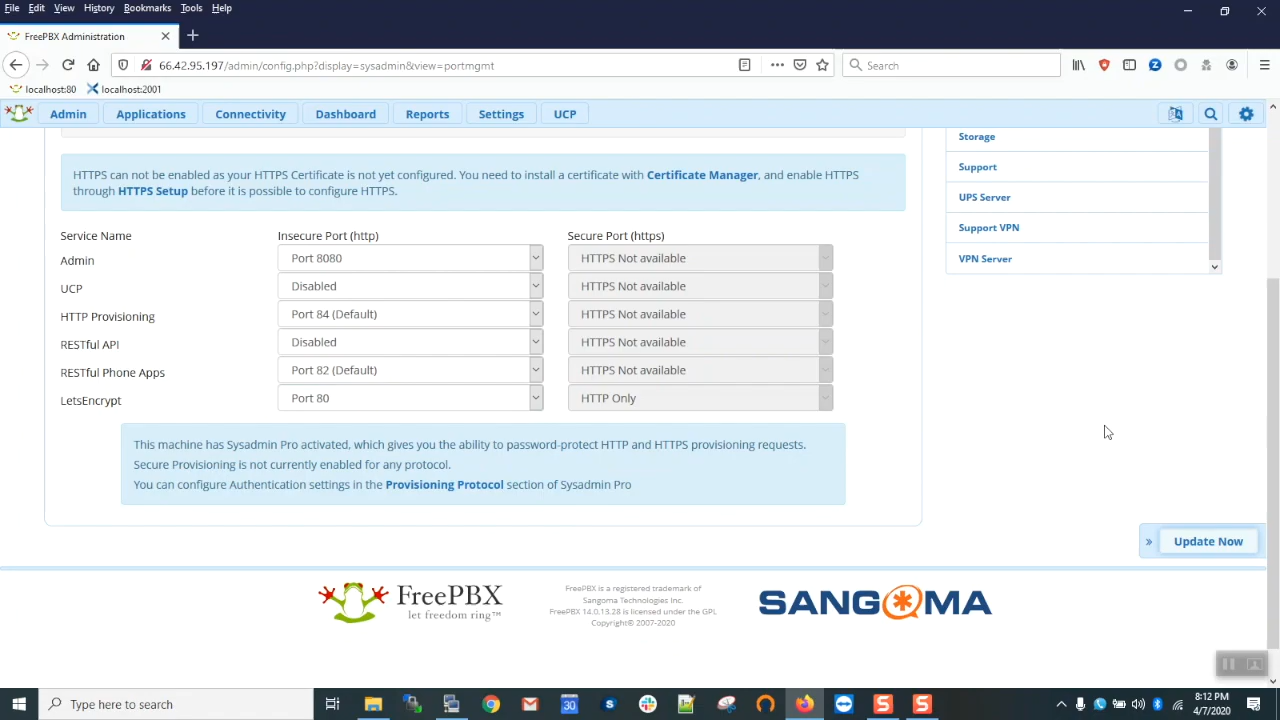 File Edit View History Bookmarks Tools Help
FreePBX Administration
66.42.95.197/admin/config.php?display=sysadmin&view=portmgmt
Search
localhost:80 localhost:2001
Admin Applications Connectivity Dashboard Reports Settings UCP
Storage
Support
UPS Server
Support VPN
VPN Server
HTTPS can not be enabled as your HTTPS Certificate is not yet configured. You need to install a certificate with Certificate Manager, and enable HTTPS
through HTTPS Setup before it is possible to configure HTTPS.
Service Name Insecure Port (http) Secure Port (https)
Admin Port 8080 HTTPS Not available
UCP Disabled HTTPS Not available
HTTP Provisioning Port 84 (Default) HTTPS Not available
RESTful API Disabled HTTPS Not available
RESTful Phone Apps Port 82 (Default) HTTPS Not available
LetsEncrypt Port 80 HTTP Only
This machine has Sysadmin Pro activated, which gives you the ability to password-protect HTTP and HTTPS provisioning requests.
Secure Provisioning is not currently enabled for any protocol.
You can configure Authentication settings in the Provisioning Protocol section of Sysadmin Pro
» Update Now
FreePBX
let freedom ring™
FreePBX is a registered trademark of
Sangoma Technologies Inc.
FreePBX 14.0.13.28 is licensed under the GPL
Copyright© 2007-2020
SANGOMA
Type here to search
8:12 PM
4/7/2020